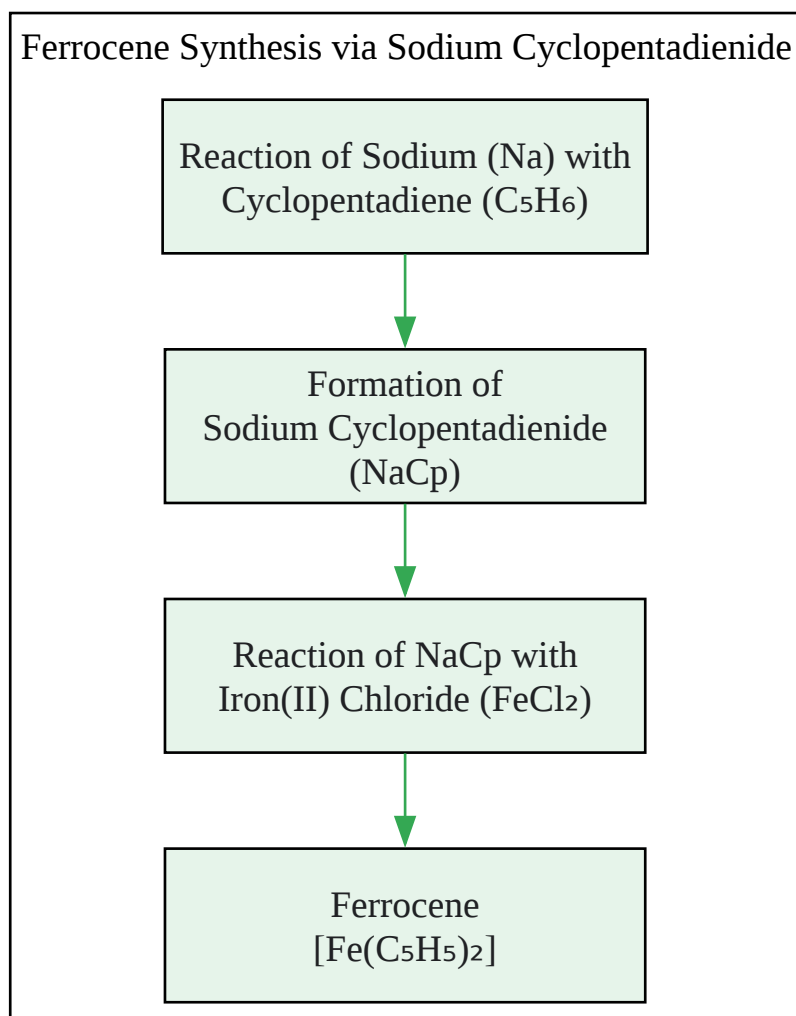 Ferrocene Synthesis via Sodium Cyclopentadienide
Reaction of Sodium (Na) with
Cyclopentadiene (C₅H₆)
Formation of
Sodium Cyclopentadienide
(NaCp)
Reaction of NaCp with
Iron(II) Chloride (FeCl₂)
Ferrocene
[Fe(C₅H₅)₂]